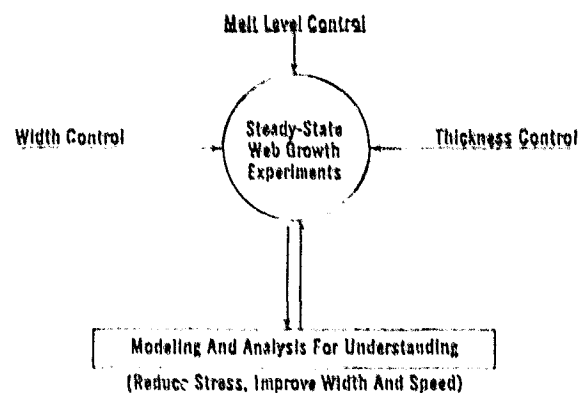 Melt Level Control
Width Control
Steady-State
Web Growth
Experiments
Thickness Control
Modeling And Analysis For Understanding
(Reduce Stress, Improve Width And Speed)